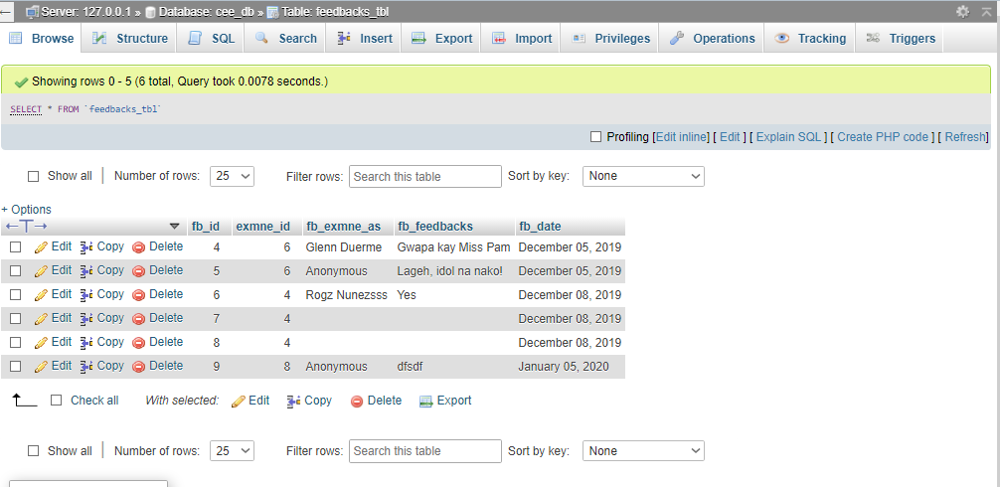 Server: 127.0.0.1 » Database: cee_db » Table: feedbacks_tbl
Browse Structure SQL Search Insert Export Import Privileges Operations Tracking Triggers
Showing rows 0 - 5 (6 total, Query took 0.0078 seconds.)
SELECT * FROM `feedbacks_tbl`
Profiling [Edit inline] [ Edit ] [ Explain SQL ] [ Create PHP code ] [ Refresh]
Show all Number of rows: 25 Filter rows: Search this table Sort by key: None
+ Options
←T→ fb_id exmne_id fb_exmne_as fb_feedbacks fb_date
Edit Copy Delete 4 6 Glenn Duerme Gwapa kay Miss Pam December 05, 2019
Edit Copy Delete 5 6 Anonymous Lageh, idol na nako! December 05, 2019
Edit Copy Delete 6 4 Rogz Nunezsss Yes December 08, 2019
Edit Copy Delete 7 4 December 08, 2019
Edit Copy Delete 8 4 December 08, 2019
Edit Copy Delete 9 8 Anonymous dfsdf January 05, 2020
Check all With selected: Edit Copy Delete Export
Show all Number of rows: 25 Filter rows: Search this table Sort by key: None